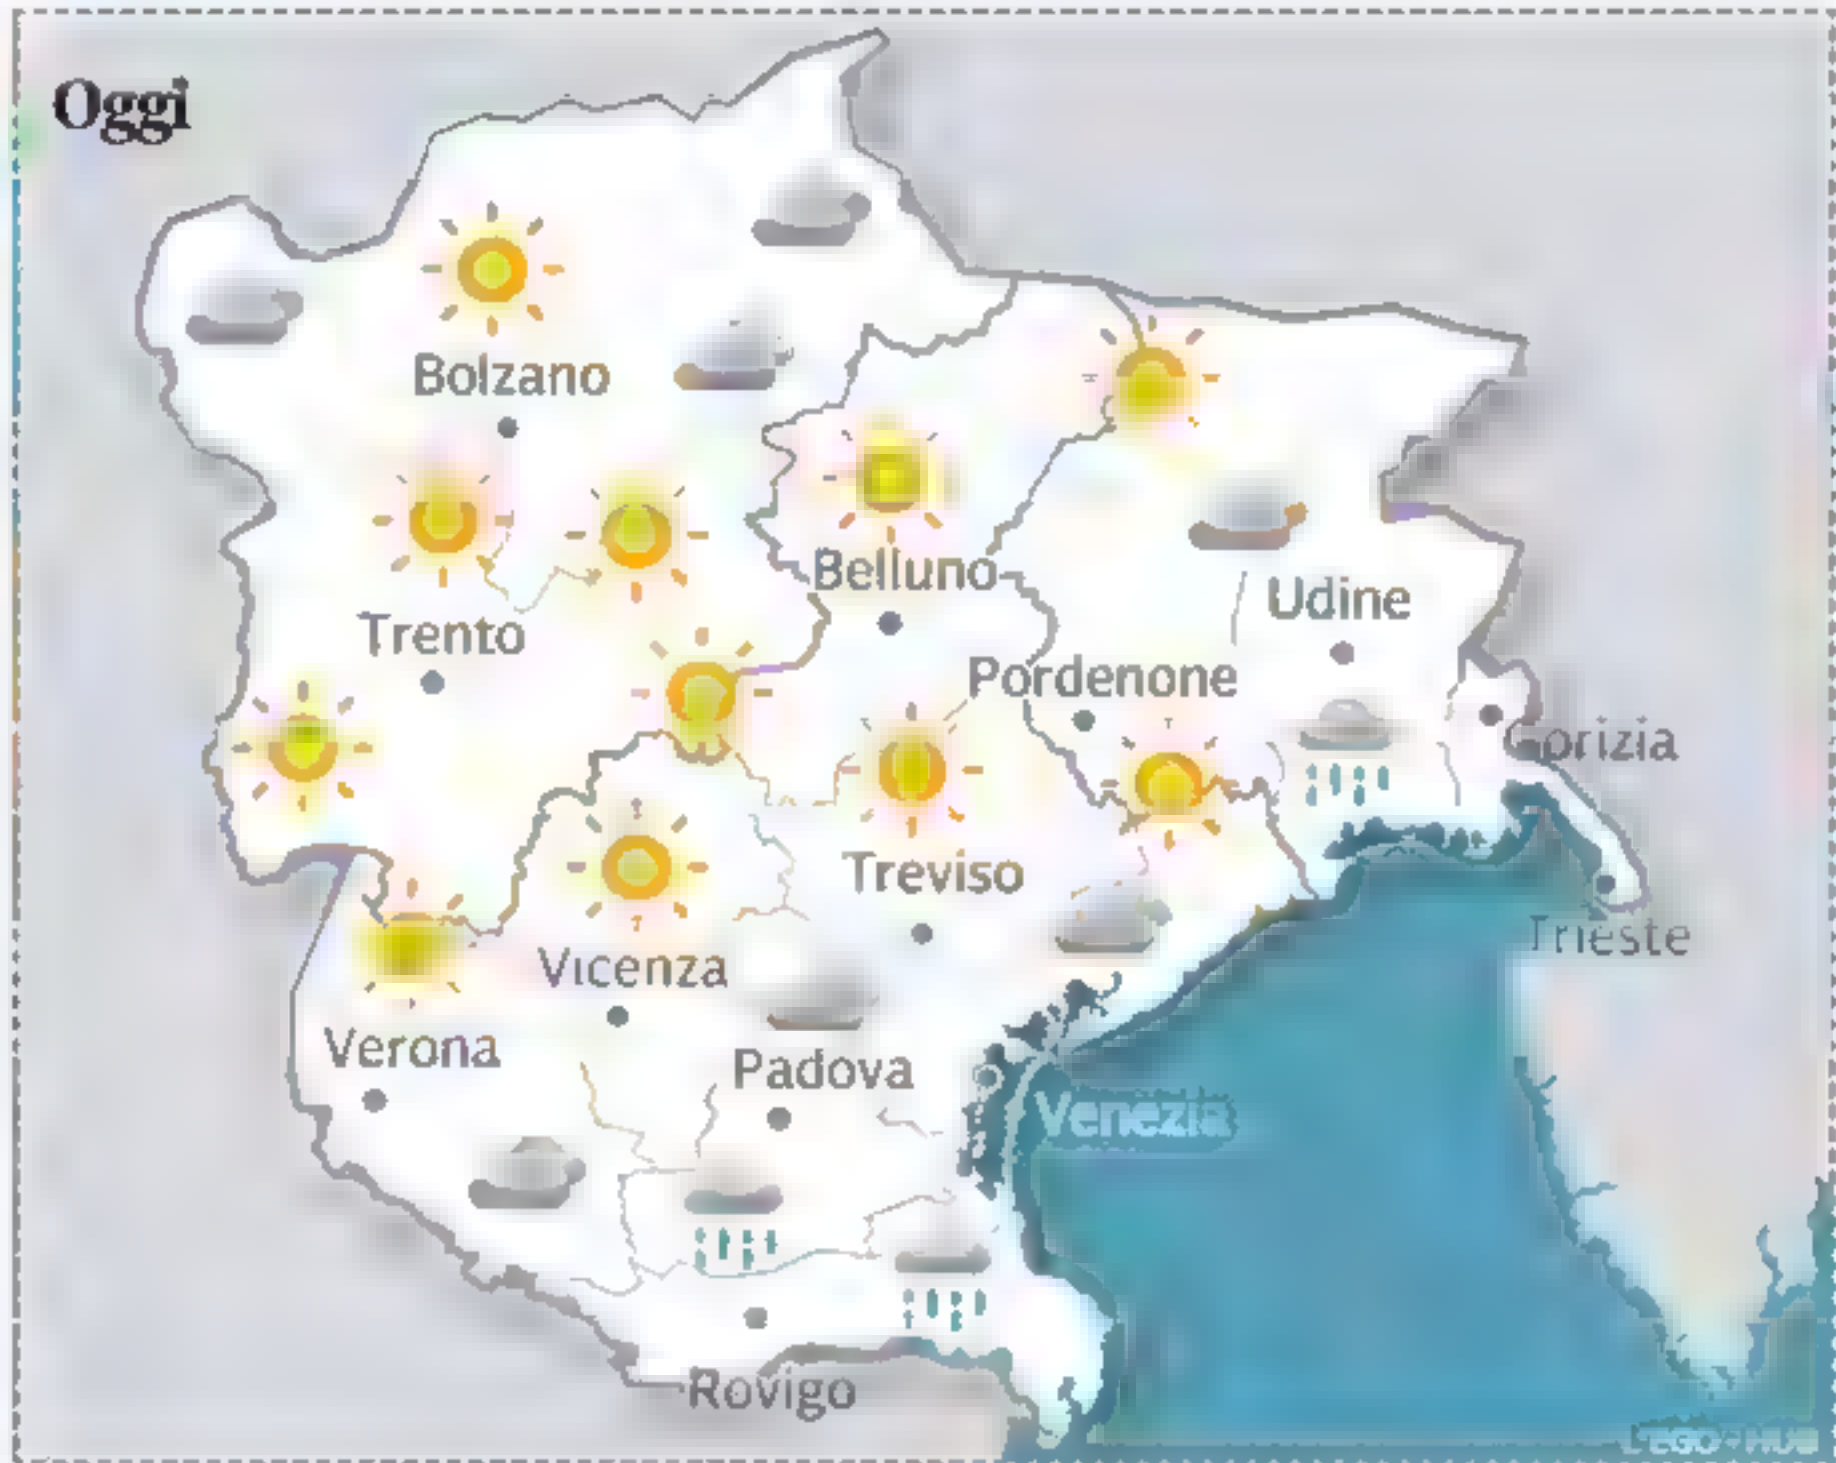 Oggi
Bolzano
Belluno
Udine
Trento
Pordenone
Gorizia
Treviso
Trieste
Vicenza
Verona
Padova
Venezia
Rovigo